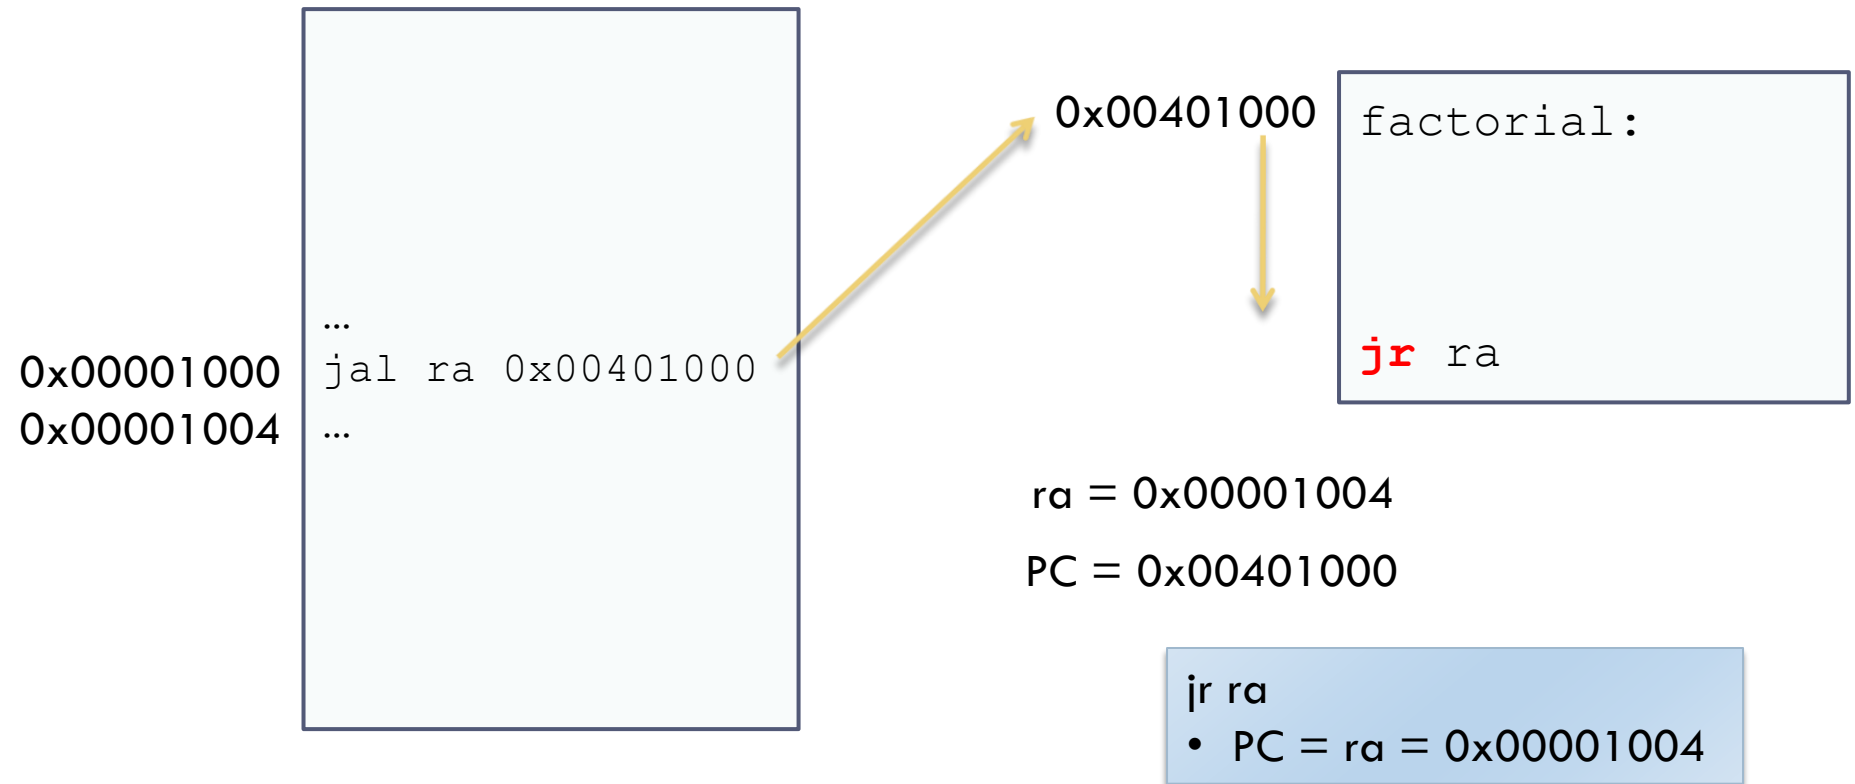 …
0x00001000 jal ra 0x00401000
0x00001004 …
0x00401000 factorial:
jr ra
ra = 0x00001004
PC = 0x00401000
jr ra
• PC = ra = 0x00001004